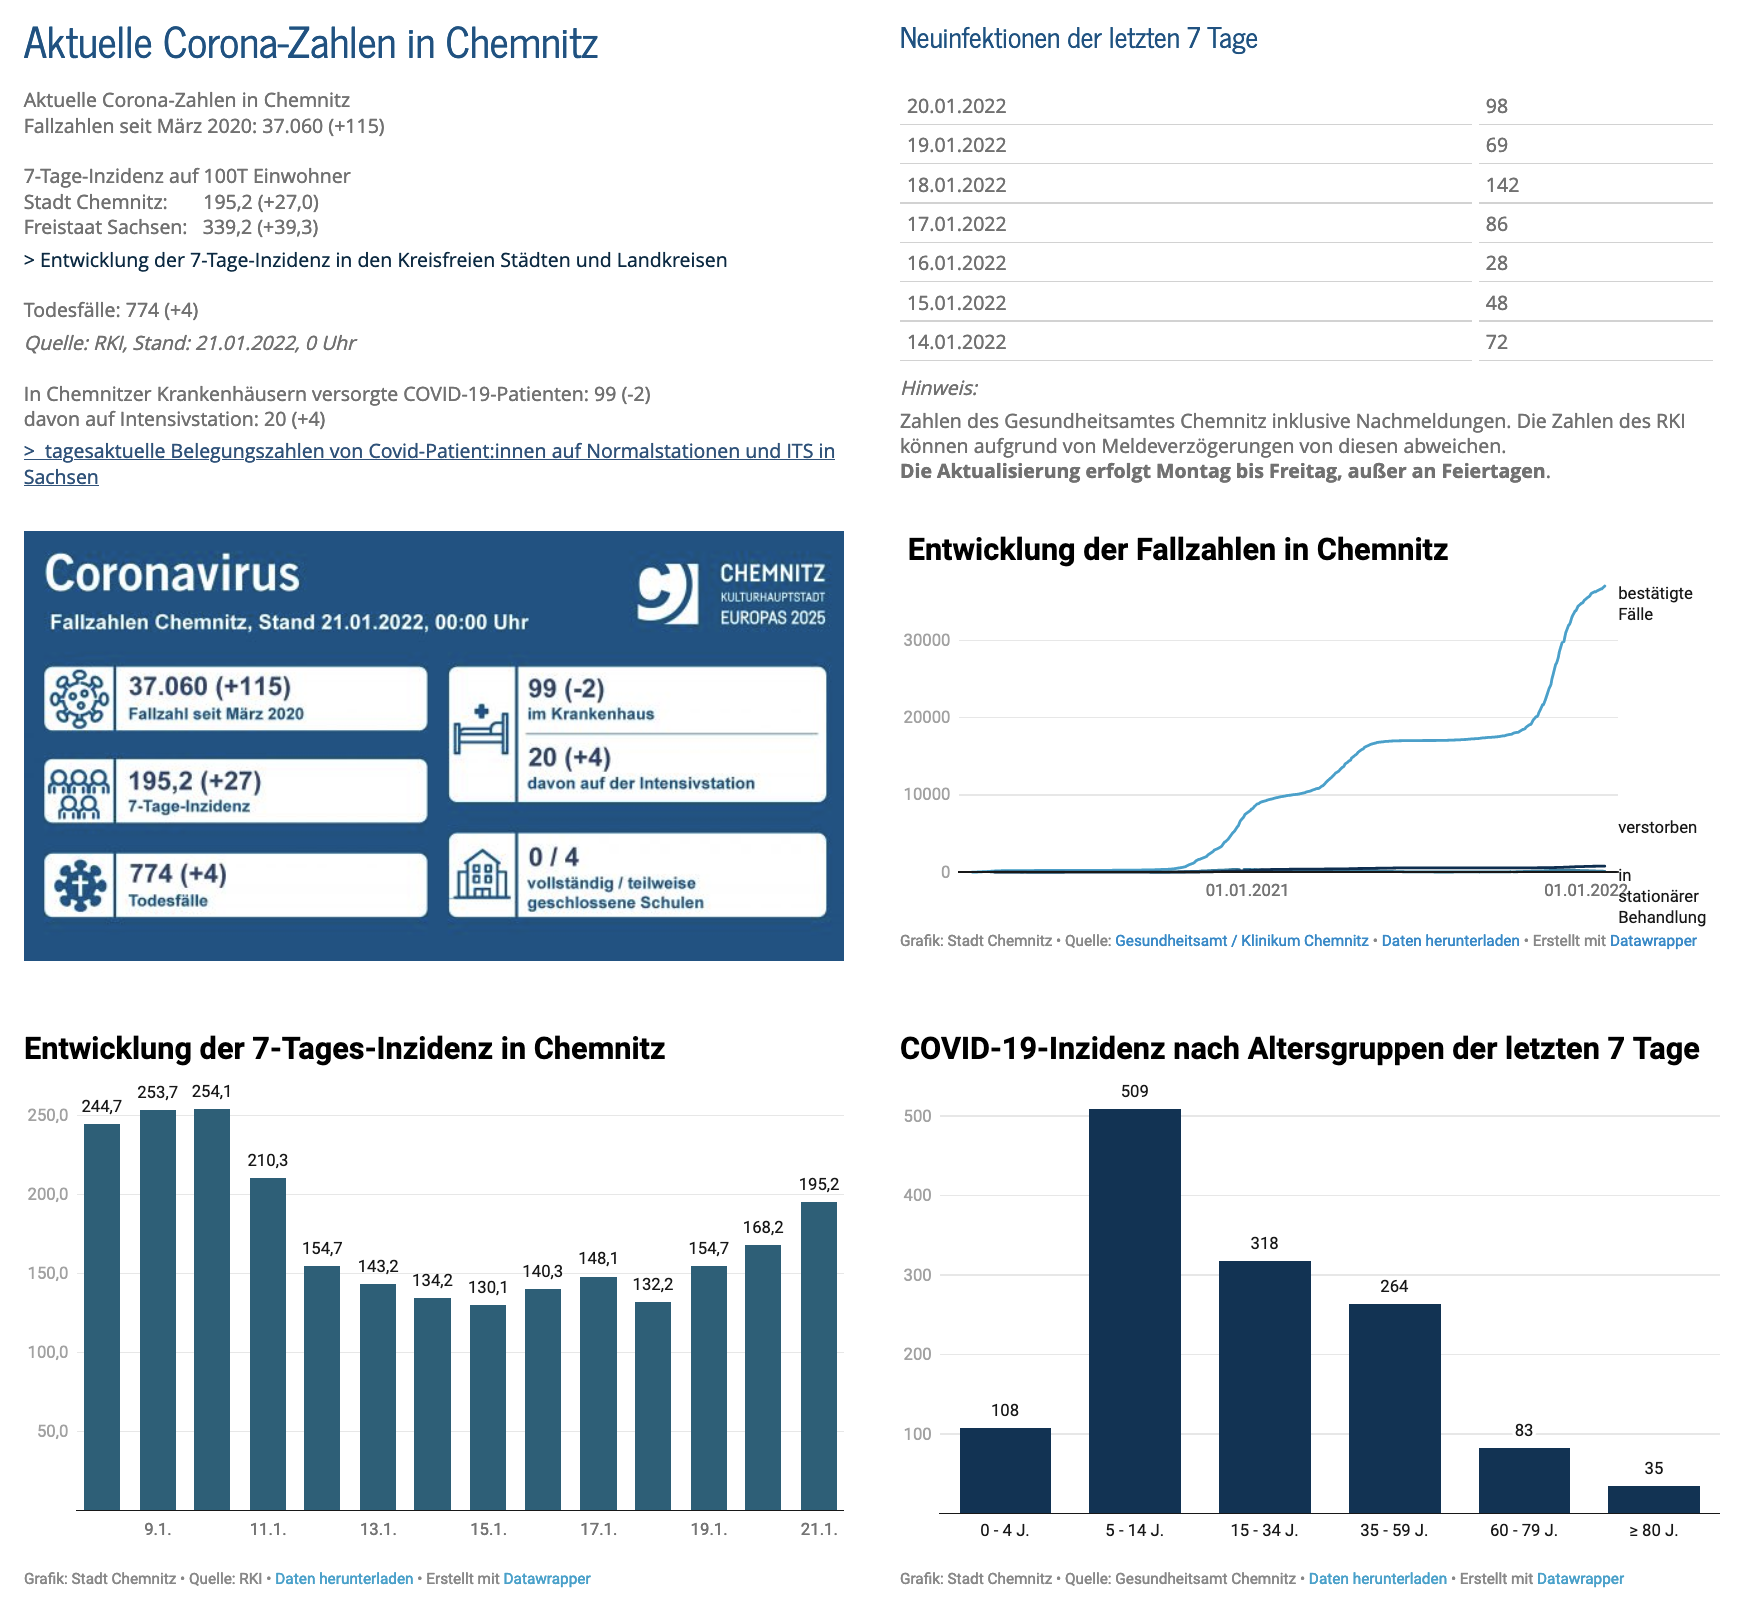 Aktuelle Corona-Zahlen in Chemnitz
Aktuelle Corona-Zahlen in Chemnitz
Fallzahlen seit März 2020: 37.060 (+115)
7-Tage-Inzidenz auf 100T Einwohner
Stadt Chemnitz: 195,2 (+27,0)
Freistaat Sachsen: 339,2 (+39,3)
> Entwicklung der 7-Tage-Inzidenz in den Kreisfreien Städten und Landkreisen
Todesfälle: 774 (+4)
Quelle: RKI, Stand: 21.01.2022, 0 Uhr
In Chemnitzer Krankenhäusern versorgte COVID-19-Patienten: 99 (-2)
davon auf Intensivstation: 20 (+4)
> tagesaktuelle Belegungszahlen von Covid-Patient:innen auf Normalstationen und ITS in
Sachsen
Neuinfektionen der letzten 7 Tage
20.01.2022 98
19.01.2022 69
18.01.2022 142
17.01.2022 86
16.01.2022 28
15.01.2022 48
14.01.2022 72
Hinweis:
Zahlen des Gesundheitsamtes Chemnitz inklusive Nachmeldungen. Die Zahlen des RKI
können aufgrund von Meldeverzögerungen von diesen abweichen.
Die Aktualisierung erfolgt Montag bis Freitag, außer an Feiertagen.
Coronavirus
Fallzahlen Chemnitz, Stand 21.01.2022, 00:00 Uhr
CHEMNITZ
KULTURHAUPTSTADT
EUROPAS 2025
37.060 (+115)
Fallzahl seit März 2020
195,2 (+27)
7-Tage-Inzidenz
774 (+4)
Todesfälle
99 (-2)
im Krankenhaus
20 (+4)
davon auf der Intensivstation
0 / 4
vollständig / teilweise
geschlossene Schulen
Entwicklung der Fallzahlen in Chemnitz
bestätigte
Fälle
30000
20000
10000
verstorben
0
in
stationärer
Behandlung
01.01.2021 01.01.2022
Grafik: Stadt Chemnitz • Quelle: Gesundheitsamt / Klinikum Chemnitz • Daten herunterladen • Erstellt mit Datawrapper
Entwicklung der 7-Tages-Inzidenz in Chemnitz
250,0
200,0
150,0
100,0
50,0
244,7 253,7 254,1 210,3 154,7 143,2 134,2 130,1 140,3 148,1 132,2 154,7 168,2 195,2
9.1. 11.1. 13.1. 15.1. 17.1. 19.1. 21.1.
Grafik: Stadt Chemnitz • Quelle: RKI • Daten herunterladen • Erstellt mit Datawrapper
COVID-19-Inzidenz nach Altersgruppen der letzten 7 Tage
500
400
300
200
100
108 509 318 264 83 35
0 - 4 J. 5 - 14 J. 15 - 34 J. 35 - 59 J. 60 - 79 J. ≥ 80 J.
Grafik: Stadt Chemnitz • Quelle: Gesundheitsamt Chemnitz • Daten herunterladen • Erstellt mit Datawrapper